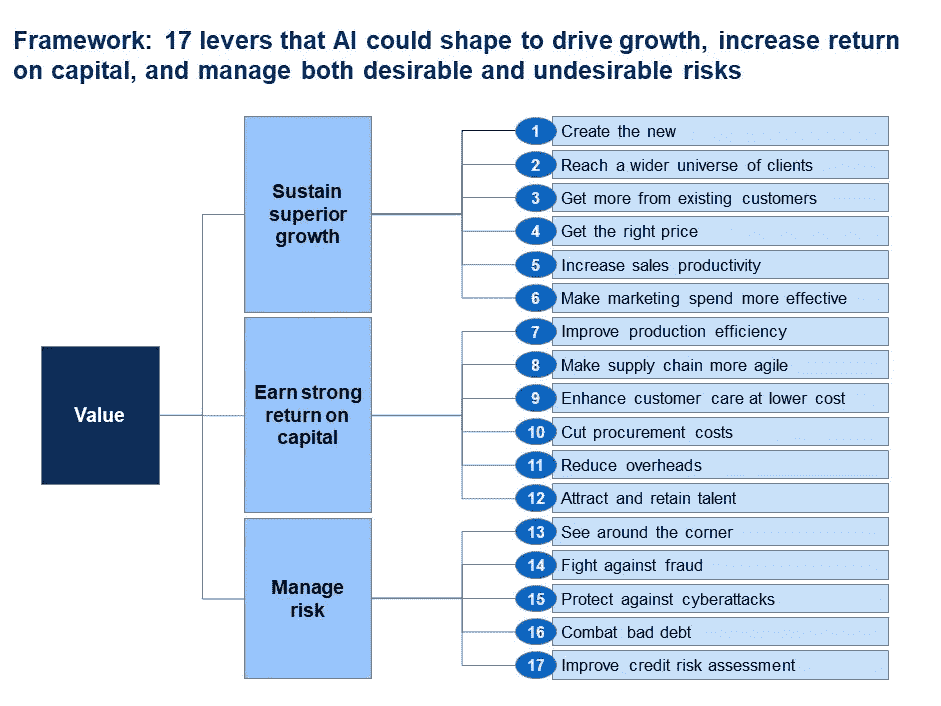 Framework: 17 levers that AI could shape to drive growth, increase return
on capital, and manage both desirable and undesirable risks
Value
Sustain
superior
growth
1 Create the new
2 Reach a wider universe of clients
3 Get more from existing customers
4 Get the right price
5 Increase sales productivity
6 Make marketing spend more effective
Earn strong
return on
capital
7 Improve production efficiency
8 Make supply chain more agile
9 Enhance customer care at lower cost
10 Cut procurement costs
11 Reduce overheads
12 Attract and retain talent
Manage
risk
13 See around the corner
14 Fight against fraud
15 Protect against cyberattacks
16 Combat bad debt
17 Improve credit risk assessment